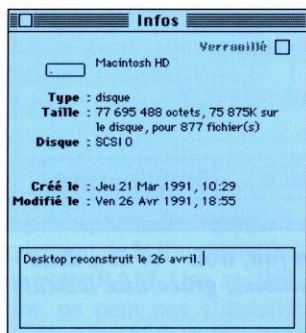 Infos
Verrouillé
Macintosh HD
Type : disque
Taille : 77 695 488 octets, 75 875K sur
le disque, pour 877 fichier(s)
Disque : SCSI 0
Créé le : Jeu 21 Mar 1991, 10:29
Modifié le : Ven 26 Avr 1991, 18:55
Desktop reconstruit le 26 avril.